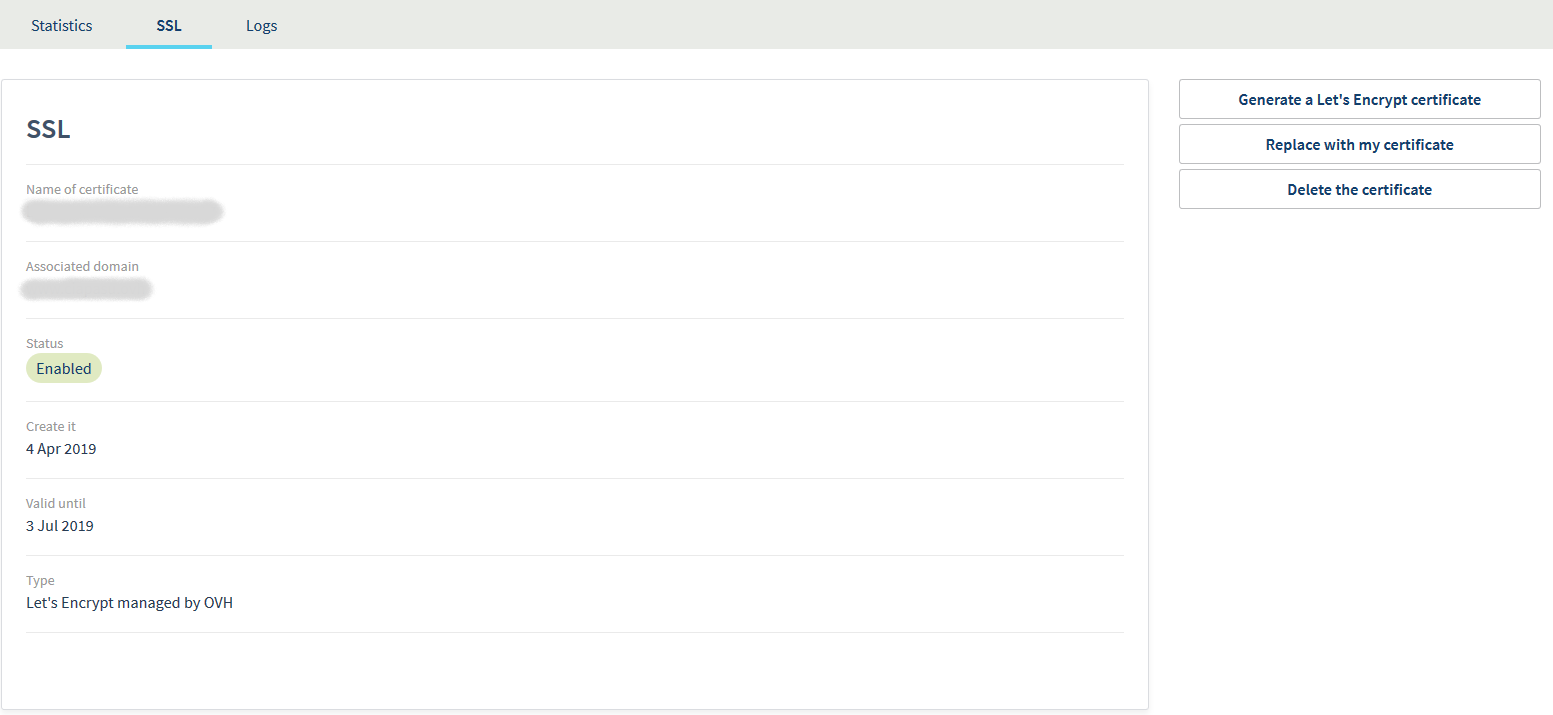 Statistics
SSL
Logs
SSL
Name of certificate
Associated domain
Status
Enabled
Create it
4 Apr 2019
Valid until
3 Jul 2019
Type
Let's Encrypt managed by OVH
Generate a Let's Encrypt certificate
Replace with my certificate
Delete the certificate